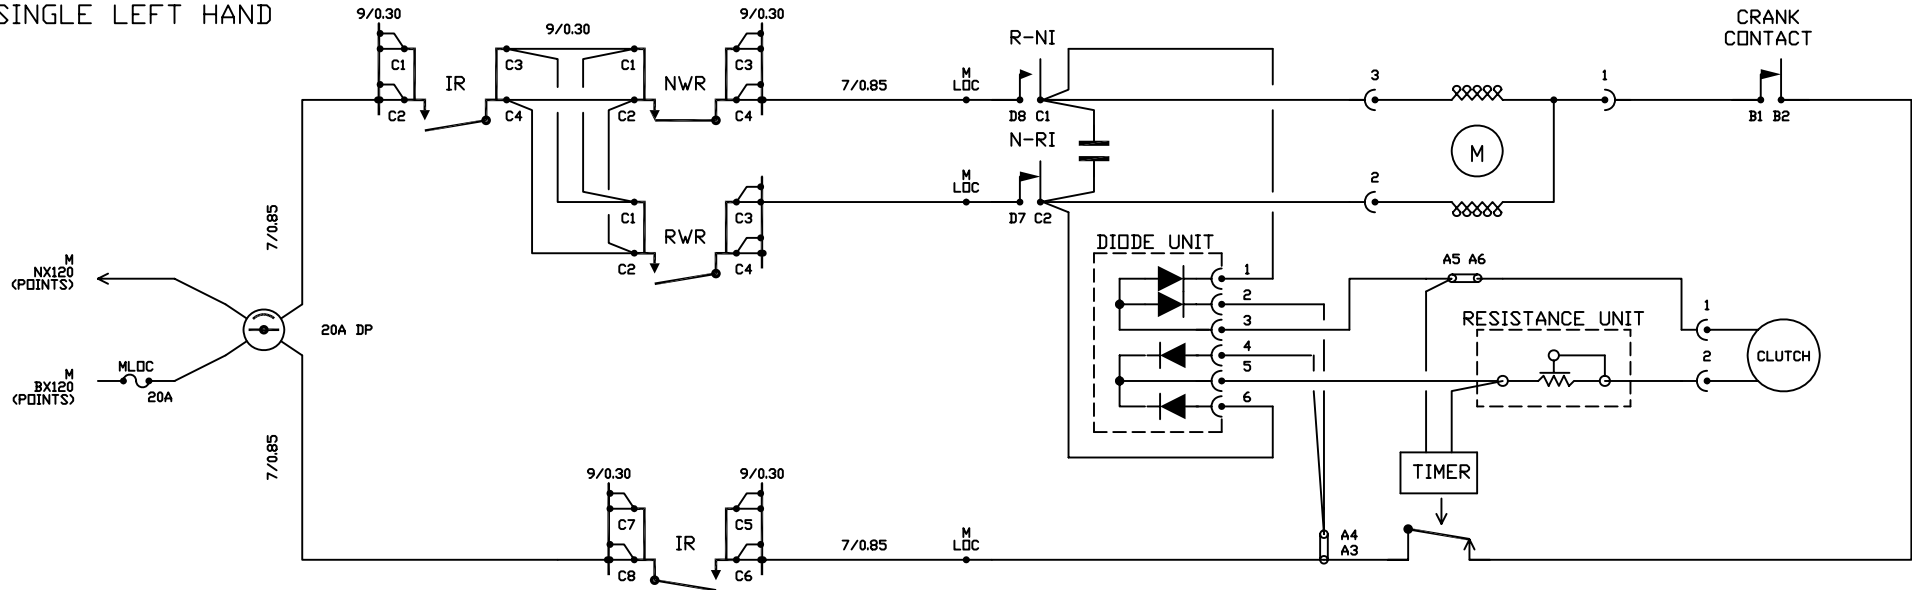 SINGLE LEFT HAND
9/0.30
9/0.30
9/0.30
C1
C2
IR
C3
C4
C1
C2
NWR
C3
C4
7/0.85
M
LOC
R-NI
D8 C1
N-RI
3
1
CRANK
CONTACT
B1 B2
M
7/0.85
C1
C2
RWR
C3
C4
M
LOC
D7 C2
2
M
NX120
(POINTS)
20A DP
M
BX120
(POINTS)
MLOC
20A
DIODE UNIT
1
2
3
4
5
6
A5 A6
RESISTANCE UNIT
1
2
CLUTCH
7/0.85
TIMER
9/0.30
9/0.30
C7
C8
IR
C5
C6
7/0.85
M
LOC
A4
A3